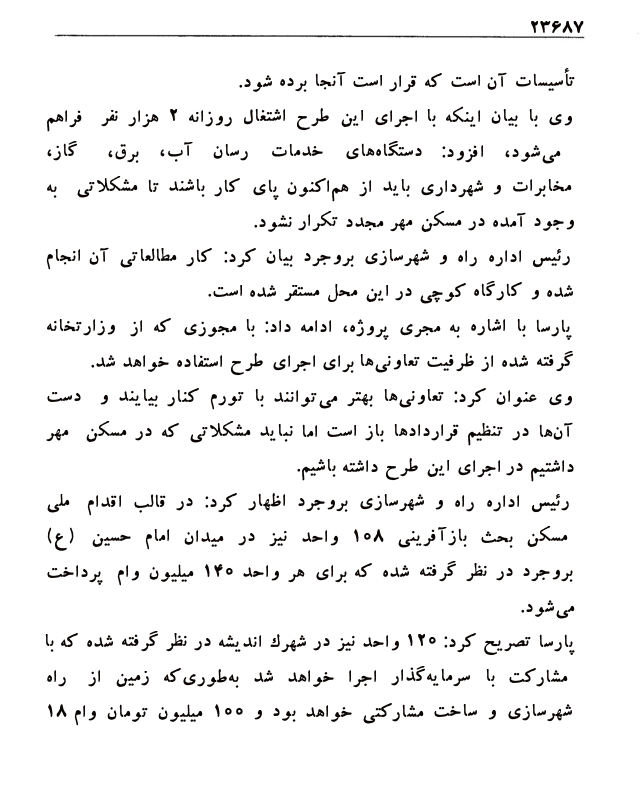 ۲۳۶۸۷
تأسیسات آن است که قرار است آنجا برده شود.
وی با بیان اینکه با اجرای این طرح اشتغال روزانه ۲ هزار نفر فراهم
می‌شود، افزود: دستگاه‌های خدمات رسان آب، برق، گاز،
مخابرات و شهرداری باید از هم‌اکنون پای کار باشند تا مشکلاتی به
وجود آمده در مسکن مهر مجدد تکرار نشود.
رئیس اداره راه و شهرسازی بروجرد بیان کرد: کار مطالعاتی آن انجام
شده و کارگاه کوچی در این محل مستقر شده است.
پارسا با اشاره به مجری پروژه، ادامه داد: با مجوزی که از وزارتخانه
گرفته شده از ظرفیت تعاونی‌ها برای اجرای طرح استفاده خواهد شد.
وی عنوان کرد: تعاونی‌ها بهتر می‌توانند با تورم کنار بیایند و دست
آن‌ها در تنظیم قراردادها باز است اما نباید مشکلاتی که در مسکن مهر
داشتیم در اجرای این طرح داشته باشیم.
رئیس اداره راه و شهرسازی بروجرد اظهار کرد: در قالب اقدام ملی
مسکن بحث بازآفرینی ۱۰۸ واحد نیز در میدان امام حسین (ع)
بروجرد در نظر گرفته شده که برای هر واحد ۱۴۰ میلیون وام پرداخت
می‌شود.
پارسا تصریح کرد: ۱۲۰ واحد نیز در شهرك اندیشه در نظر گرفته شده که با
مشارکت با سرمایه‌گذار اجرا خواهد شد به‌طوری‌که زمین از راه
شهرسازی و ساخت مشارکتی خواهد بود و ۱۰۰ میلیون تومان وام ۱۸